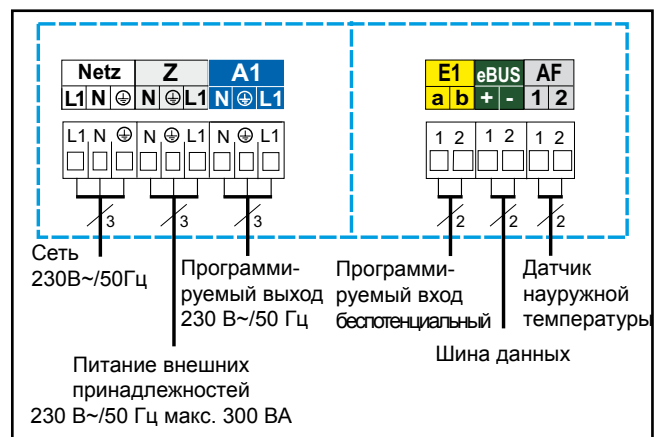 Netz Z A1 E1 eBUS AF
L1 N ⏚ N ⏚ L1 N ⏚ L1 a b + - 1 2
L1 N ⏚ N ⏚ L1 N ⏚ L1 1 2 1 2 1 2
3 3 3 2 2 2
Сеть
230В~/50Гц
Программи-
руемый выход
230 В~/50 Гц
Программи-
руемый вход
беспотенциальный
Датчик
науружной
температуры
Шина данных
Питание внешних
принадлежностей
230 В~/50 Гц макс. 300 ВА